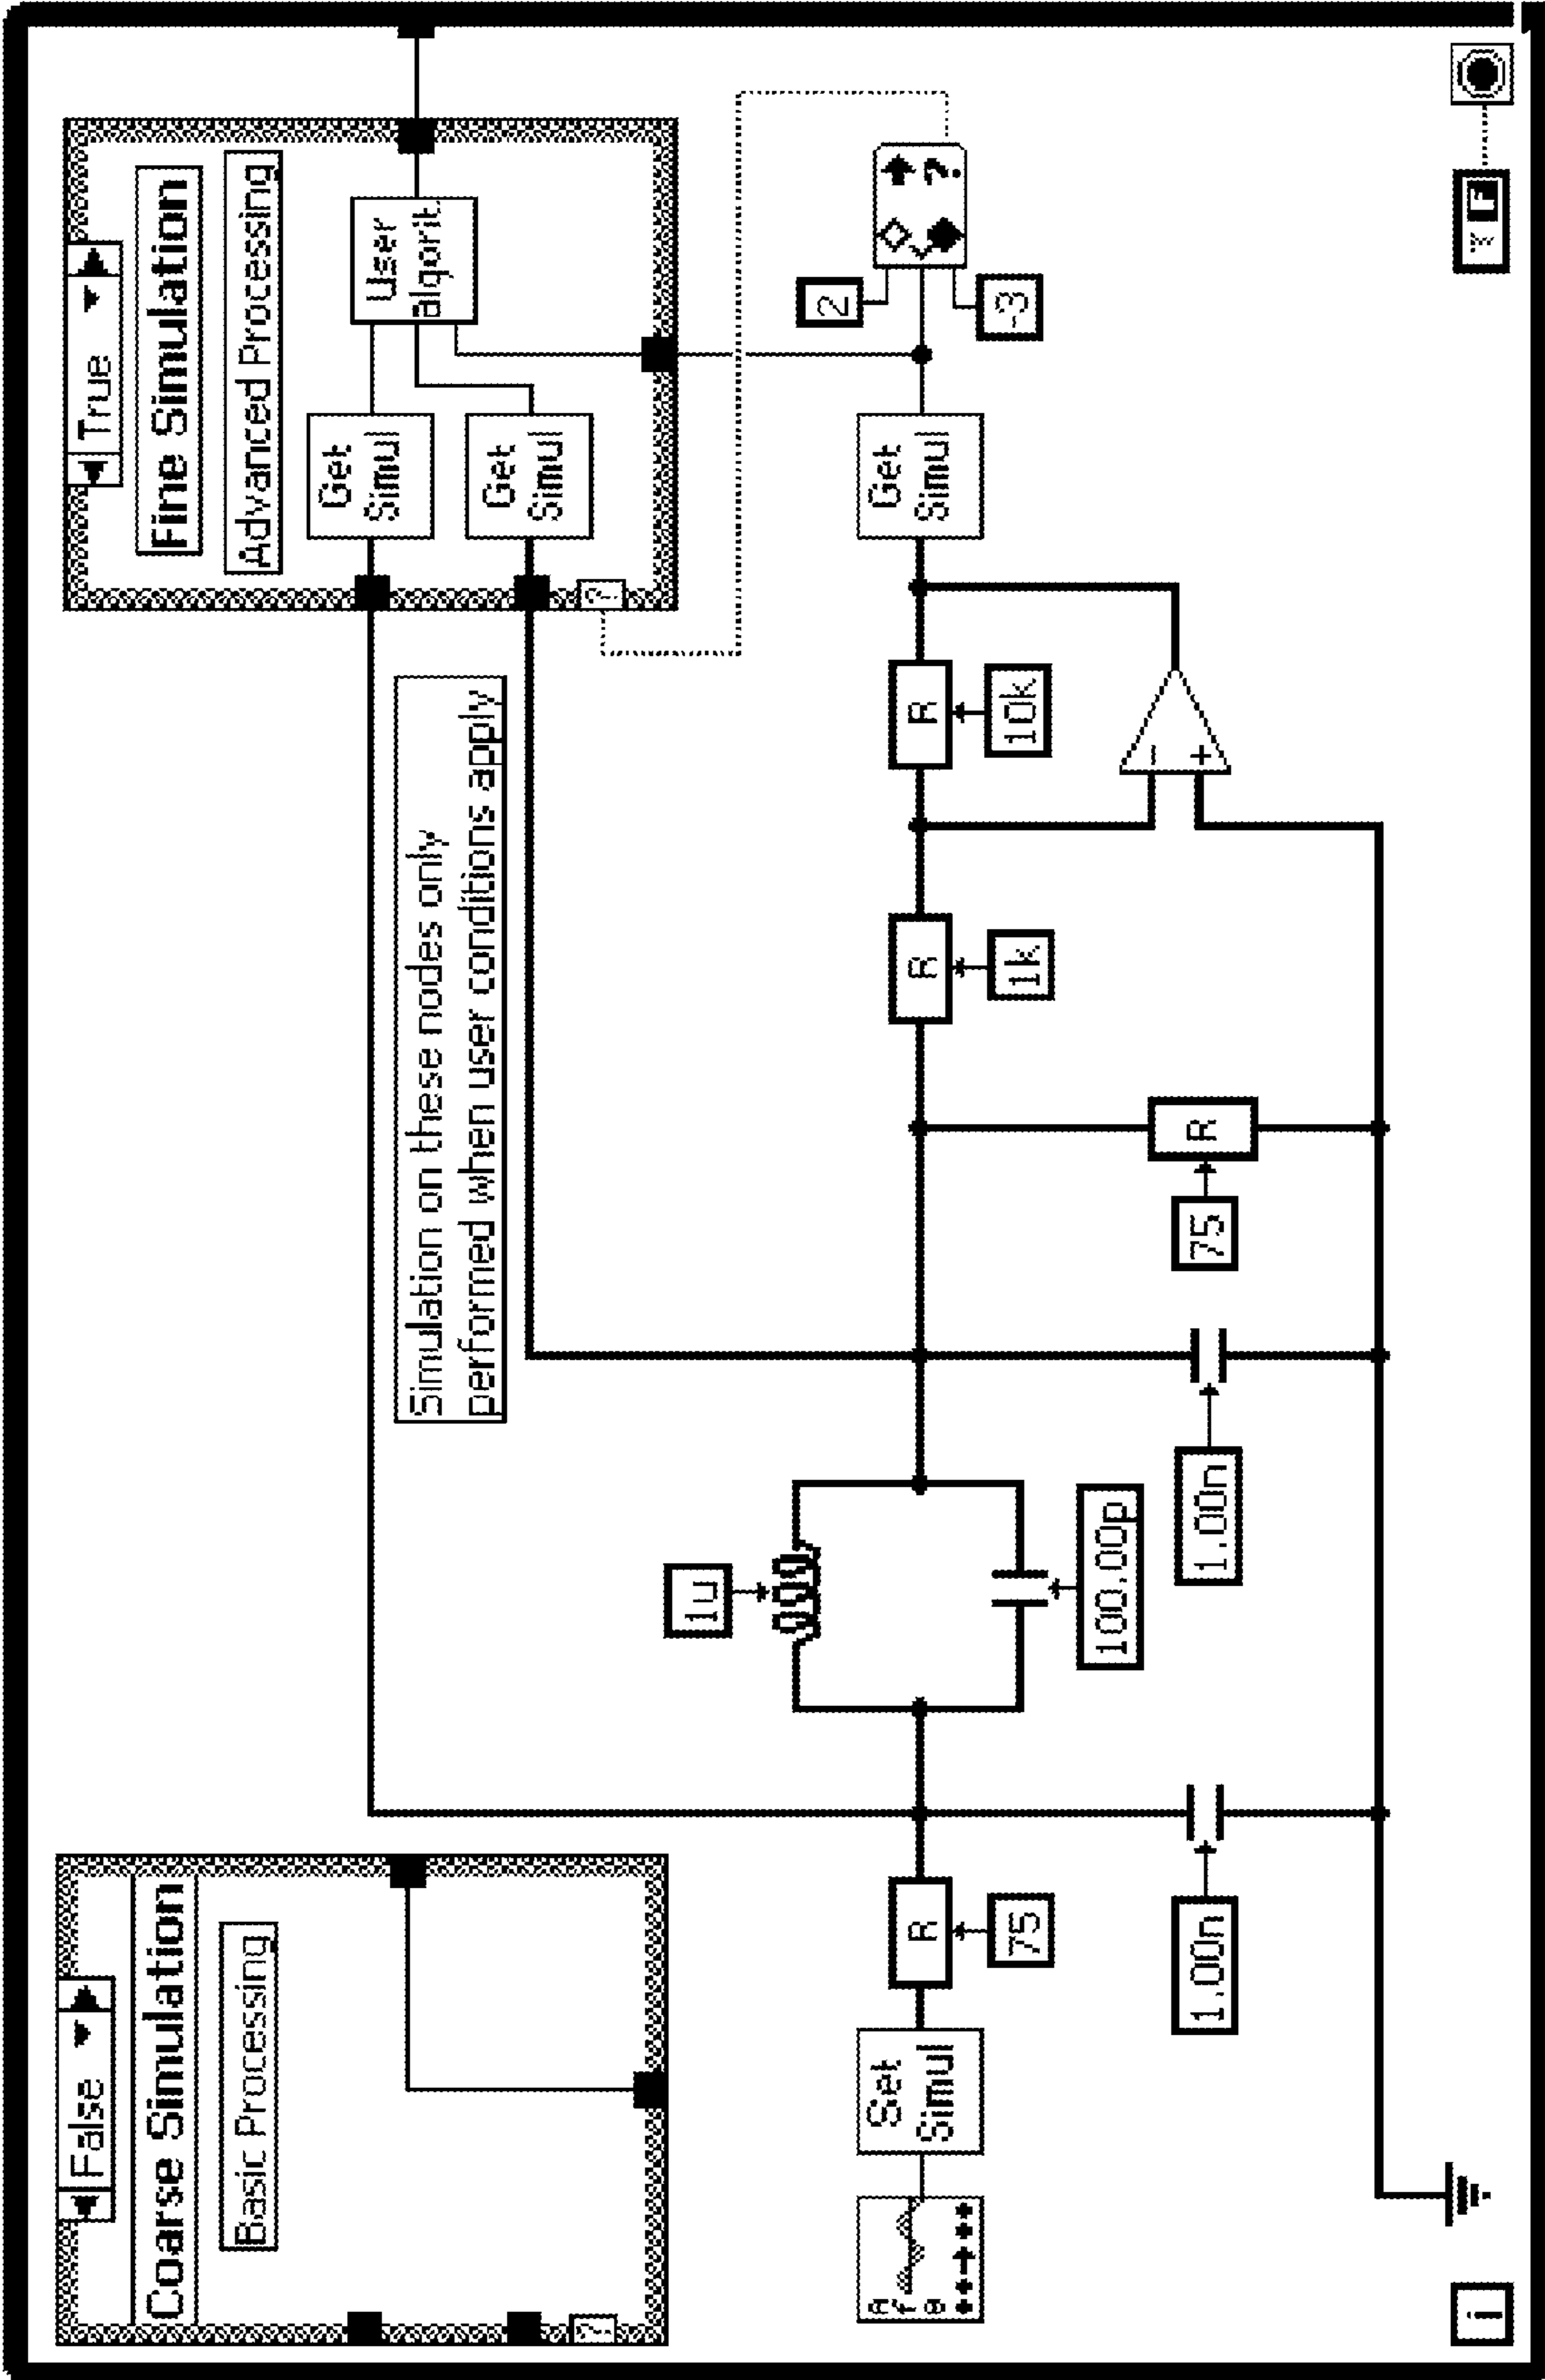 False
Coarse Simulation
Basic Processing
?
True
Fine Simulation
Advanced Processing
Get
Simul
Get
Simul
User
algorit
?
Simulation on these nodes only
performed when user conditions apply
1u
100.00p
A
f
θ
Set
Simul
R
75
1.00n
1.00n
R
75
R
1k
R
10k
-
+
Get
Simul
2
-3
?
i
T F